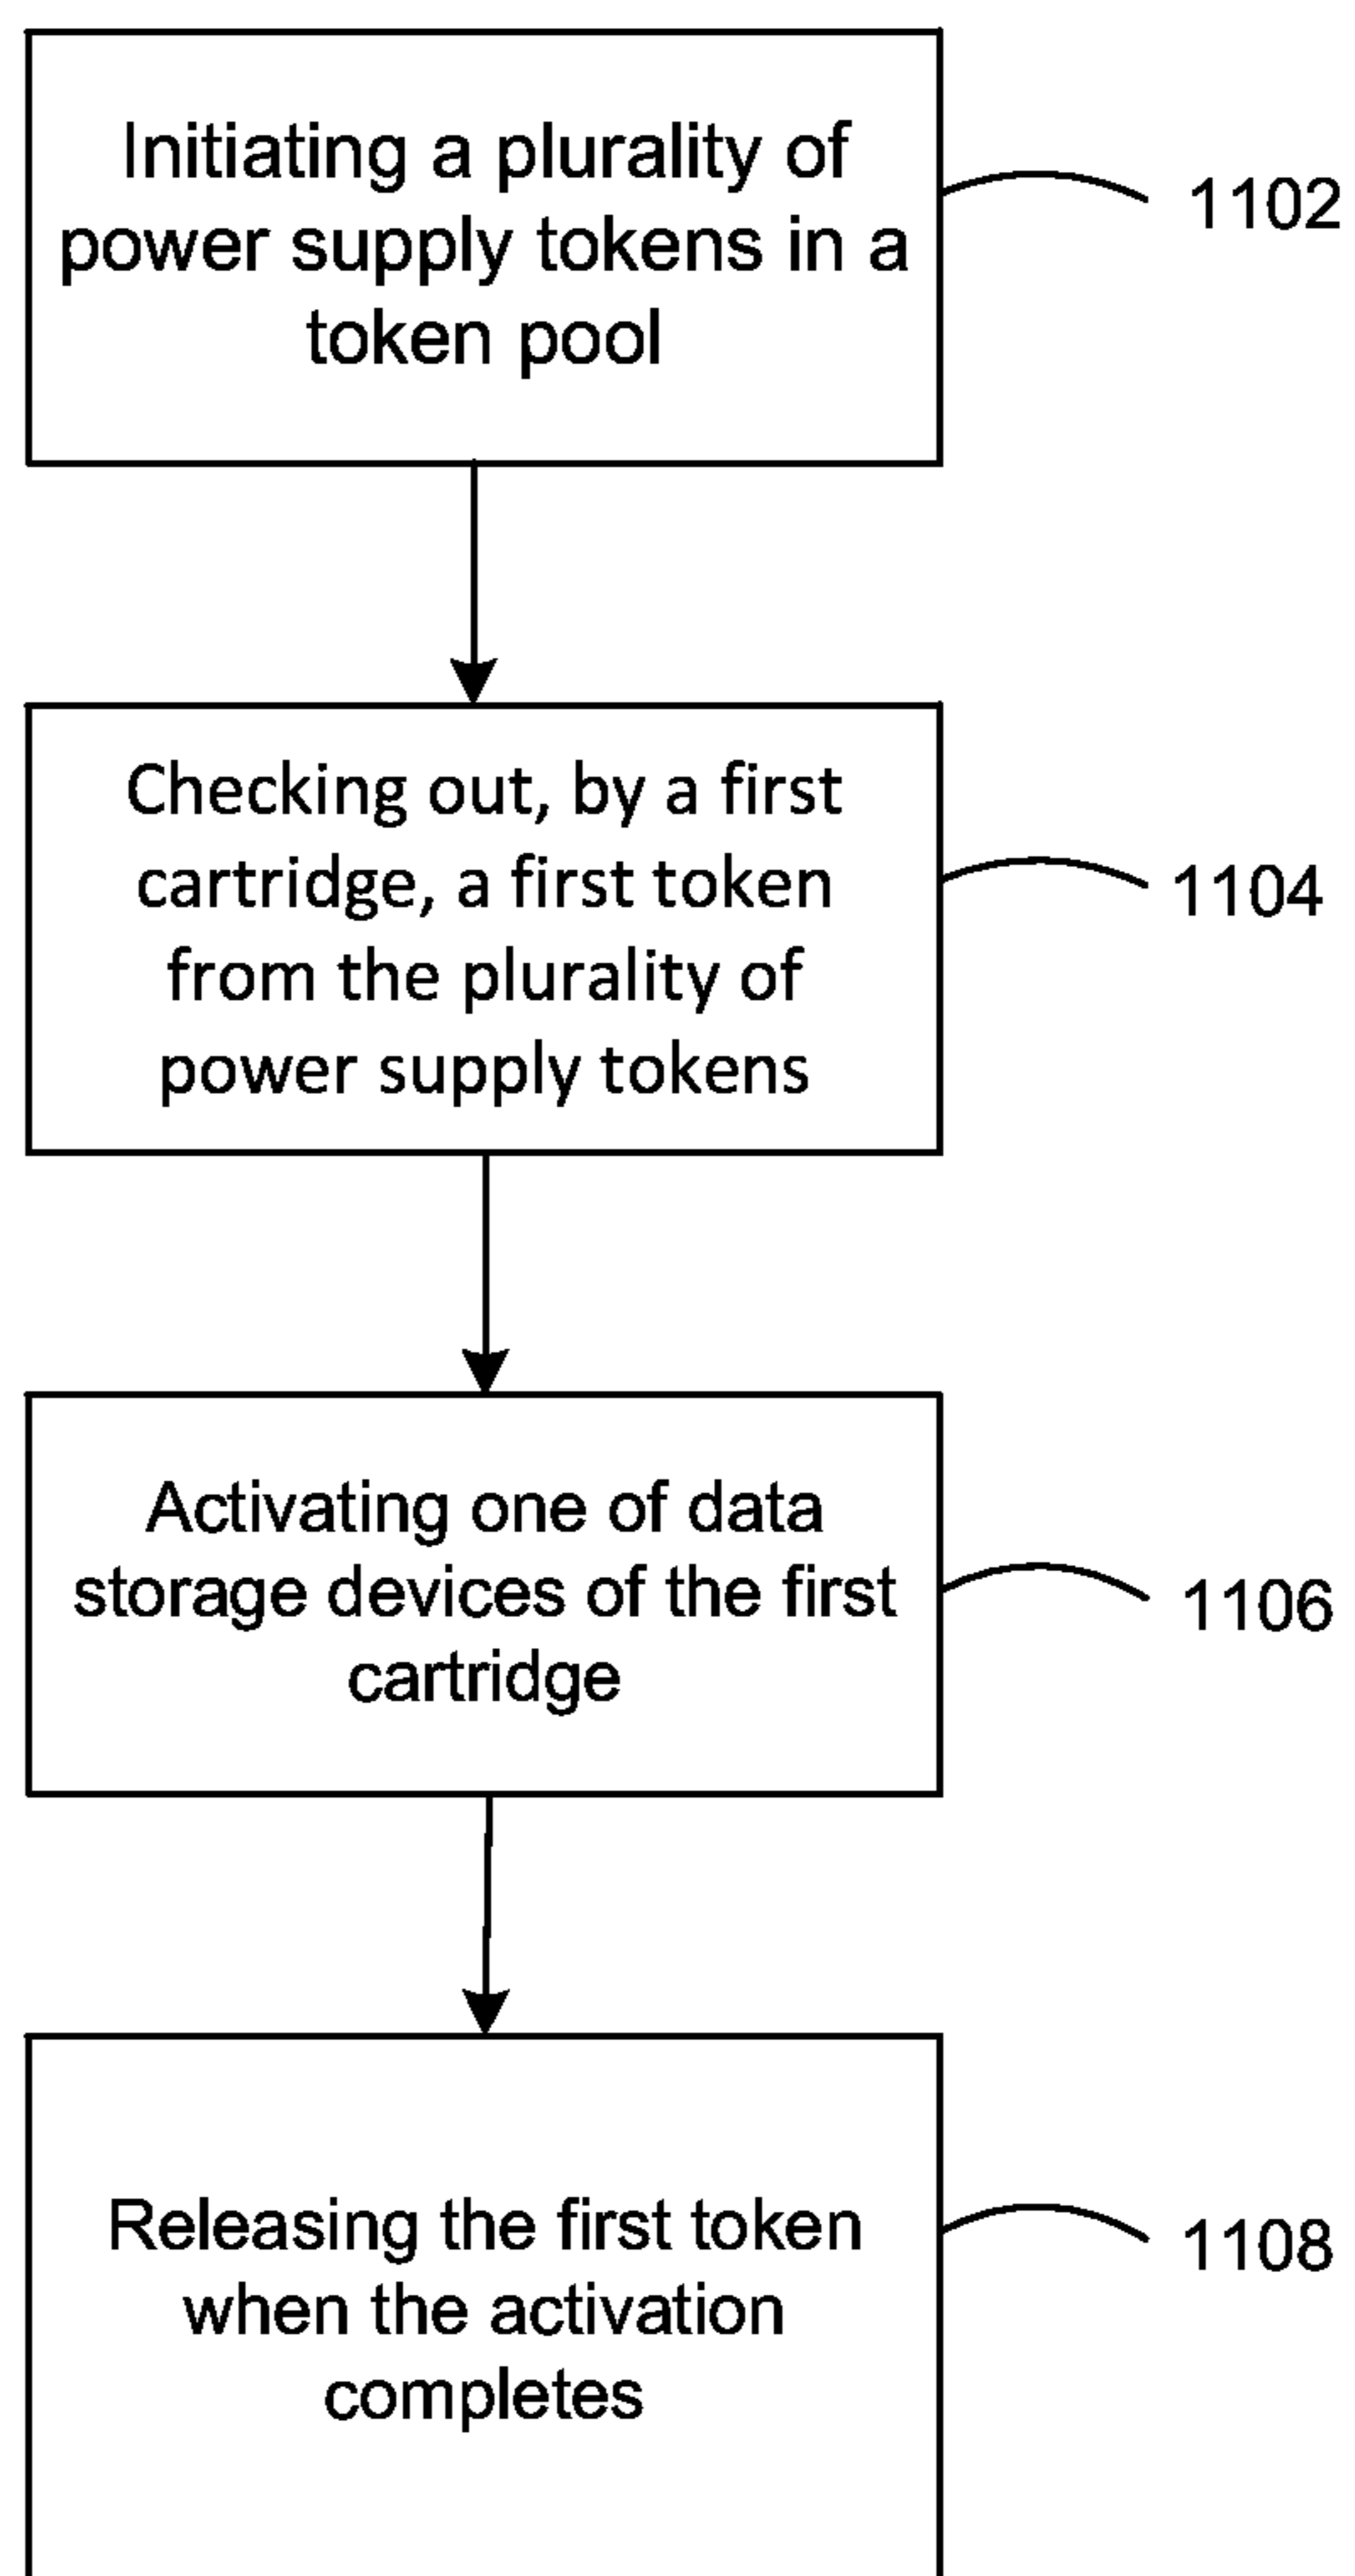 Initiating a plurality of
power supply tokens in a
token pool
1102
Checking out, by a first
cartridge, a first token
from the plurality of
power supply tokens
1104
Activating one of data
storage devices of the first
cartridge
1106
Releasing the first token
when the activation
completes
1108